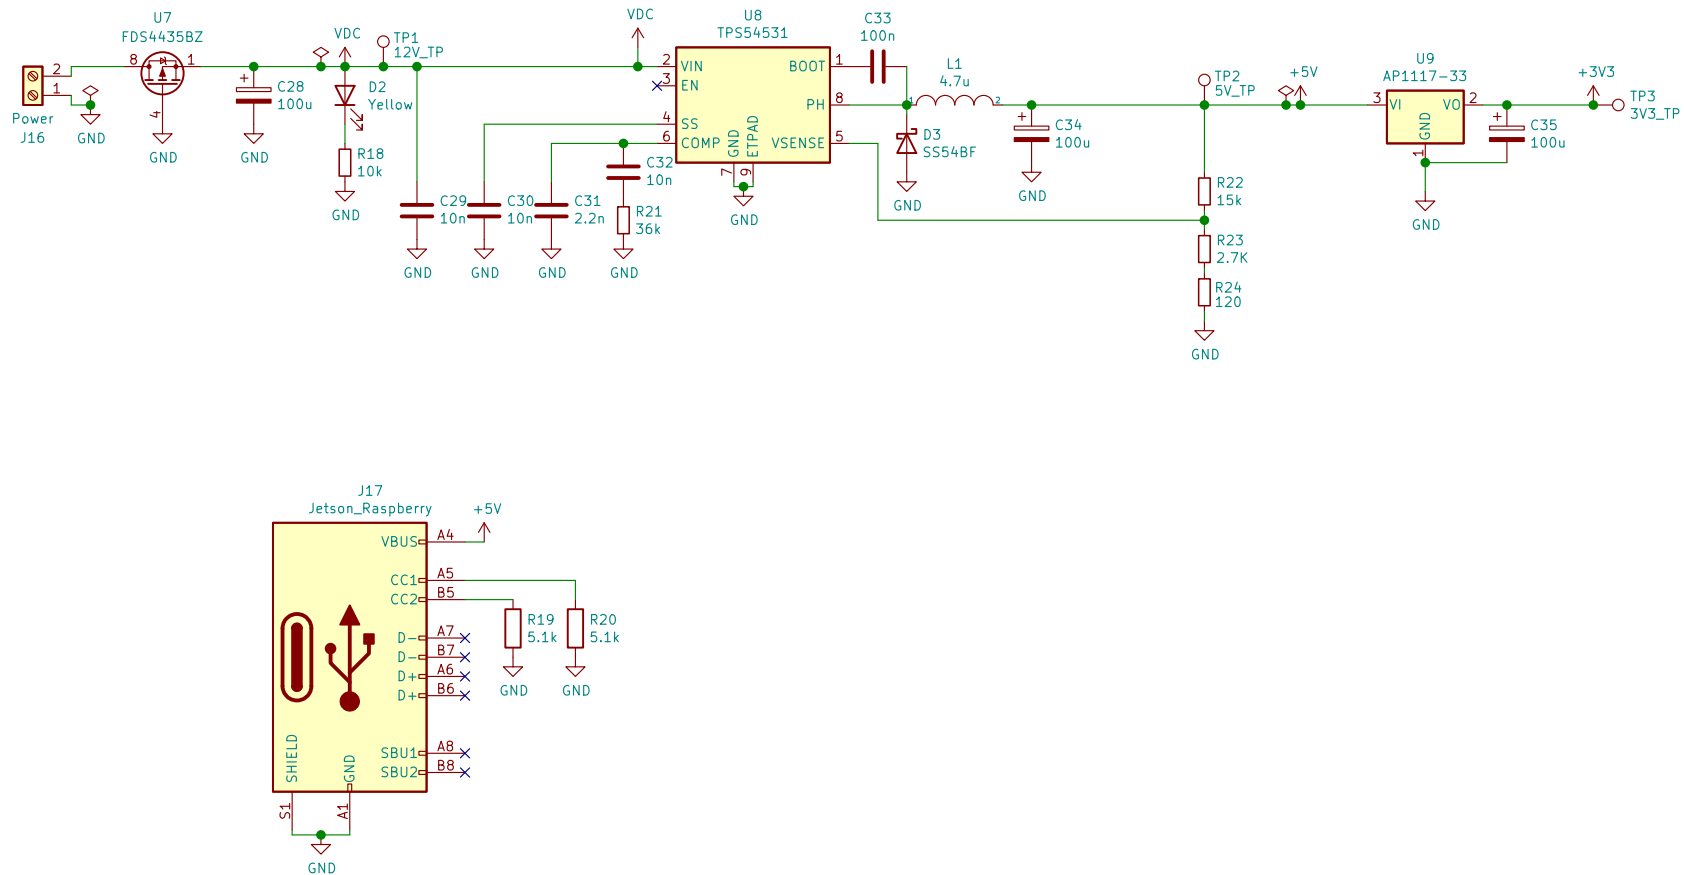 U7
FDS4435BZ
8
1
4
GND
2
1
Power
J16
GND
C28
100u
GND
VDC
TP1
12V_TP
D2
Yellow
R18
10k
GND
C29
10n
GND
C30
10n
GND
C31
2.2n
GND
C32
10n
R21
36k
GND
VDC
U8
TPS54531
2
VIN
3
EN
4
SS
6
COMP
BOOT
1
PH
8
VSENSE
5
GND
7
ETPAD
9
GND
C33
100n
L1
4.7u
1
2
D3
SS54BF
GND
C34
100u
GND
TP2
5V_TP
R22
15k
R23
2.7K
R24
120
GND
+5V
U9
AP1117-33
3
VI
VO
2
GND
1
GND
C35
100u
+3V3
TP3
3V3_TP
J17
Jetson_Raspberry
+5V
VBUS
A4
CC1
A5
CC2
B5
D-
A7
D-
B7
D+
A6
D+
B6
SBU1
A8
SBU2
B8
SHIELD
S1
GND
A1
GND
R19
5.1k
GND
R20
5.1k
GND